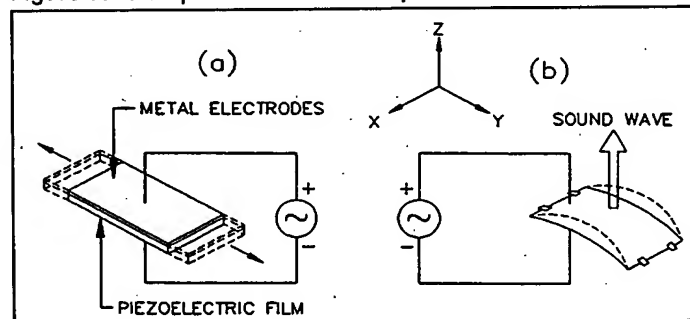 (a)
Z
X
Y
(b)
METAL ELECTRODES
SOUND WAVE
+
~
−
+
~
−
PIEZOELECTRIC FILM